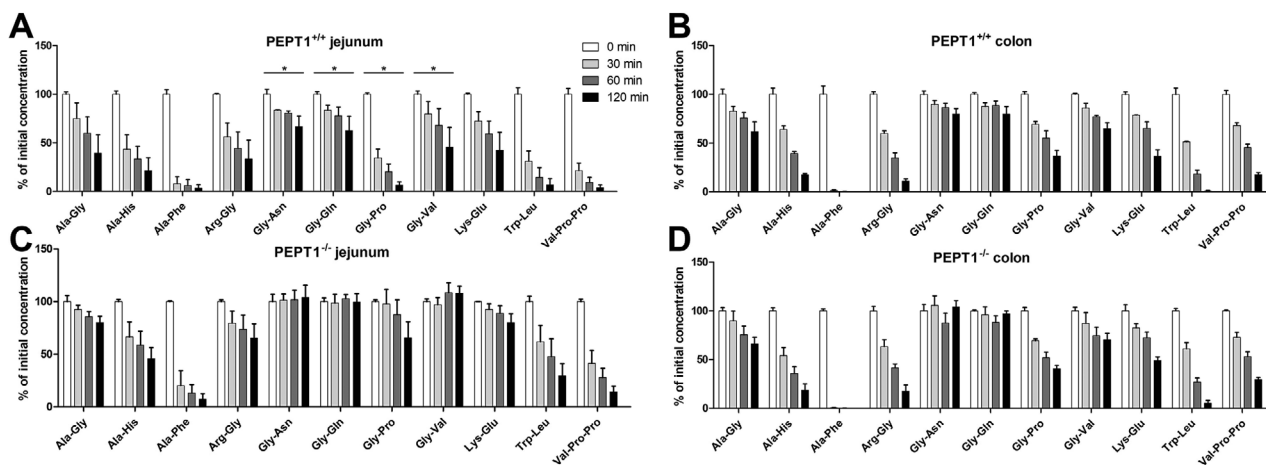 A
PEPT1+/+ jejunum
0 min
30 min
60 min
120 min
* * * *
% of initial concentration
150
100
50
0
Ala-Gly Ala-His Ala-Phe Arg-Gly Gly-Asn Gly-Gln Gly-Pro Gly-Val Lys-Glu Trp-Leu Val-Pro-Pro
B
PEPT1+/+ colon
% of initial concentration
150
100
50
0
Ala-Gly Ala-His Ala-Phe Arg-Gly Gly-Asn Gly-Gln Gly-Pro Gly-Val Lys-Glu Trp-Leu Val-Pro-Pro
C
PEPT1-/- jejunum
% of initial concentration
150
100
50
0
Ala-Gly Ala-His Ala-Phe Arg-Gly Gly-Asn Gly-Gln Gly-Pro Gly-Val Lys-Glu Trp-Leu Val-Pro-Pro
D
PEPT1-/- colon
% of initial concentration
150
100
50
0
Ala-Gly Ala-His Ala-Phe Arg-Gly Gly-Asn Gly-Gln Gly-Pro Gly-Val Lys-Glu Trp-Leu Val-Pro-Pro